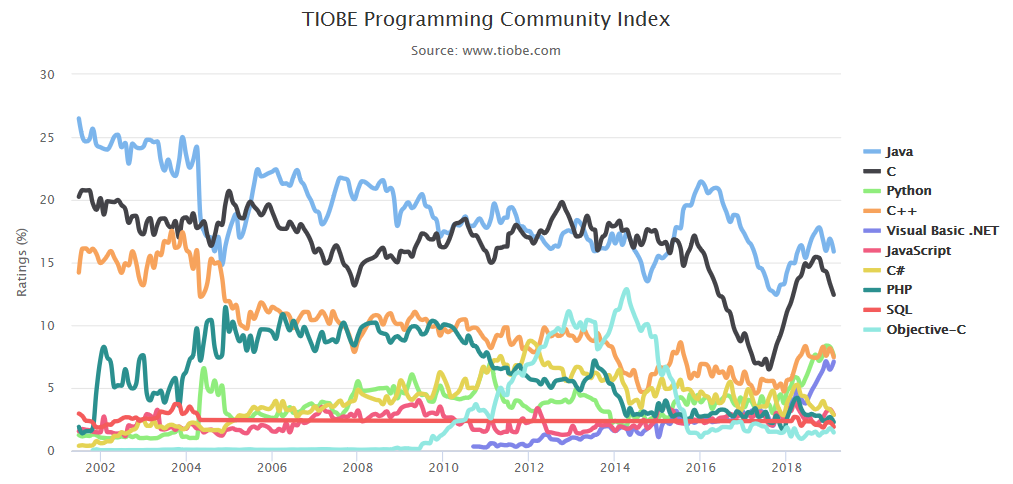 TIOBE Programming Community Index
Source: www.tiobe.com
Ratings (%)
30
25
20
15
10
5
0
2002 2004 2006 2008 2010 2012 2014 2016 2018
Java
C
Python
C++
Visual Basic .NET
JavaScript
C#
PHP
SQL
Objective-C